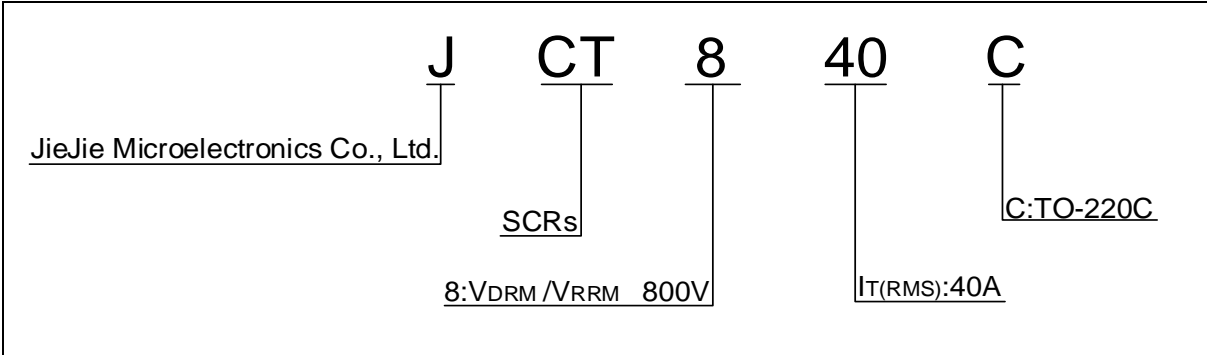 J CT 8 40 C
JieJie Microelectronics Co., Ltd.
SCRs
C:TO-220C
8:VDRM /VRRM 800V
IT(RMS):40A